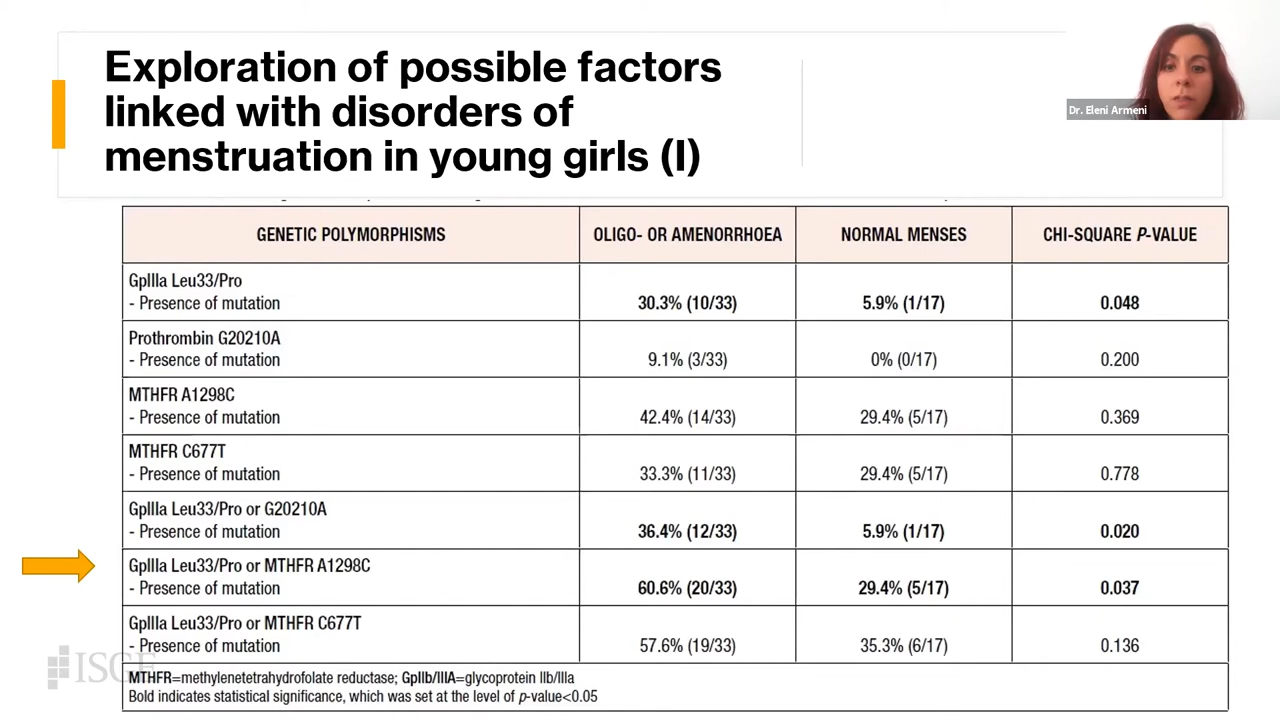 Exploration of possible factors
linked with disorders of
menstruation in young girls (I)
Dr. Eleni Armeni
GENETIC POLYMORPHISMS OLIGO- OR AMENORRHOEA NORMAL MENSES CHI-SQUARE P-VALUE
GpIIIa Leu33/Pro
- Presence of mutation 30.3% (10/33) 5.9% (1/17) 0.048
Prothrombin G20210A
- Presence of mutation 9.1% (3/33) 0% (0/17) 0.200
MTHFR A1298C
- Presence of mutation 42.4% (14/33) 29.4% (5/17) 0.369
MTHFR C677T
- Presence of mutation 33.3% (11/33) 29.4% (5/17) 0.778
GpIIIa Leu33/Pro or G20210A
- Presence of mutation 36.4% (12/33) 5.9% (1/17) 0.020
GpIIIa Leu33/Pro or MTHFR A1298C
- Presence of mutation 60.6% (20/33) 29.4% (5/17) 0.037
GpIIIa Leu33/Pro or MTHFR C677T
- Presence of mutation 57.6% (19/33) 35.3% (6/17) 0.136
MTHFR=methylenetetrahydrofolate reductase; GpIIb/IIIA=glycoprotein IIb/IIIa
Bold indicates statistical significance, which was set at the level of p-value<0.05